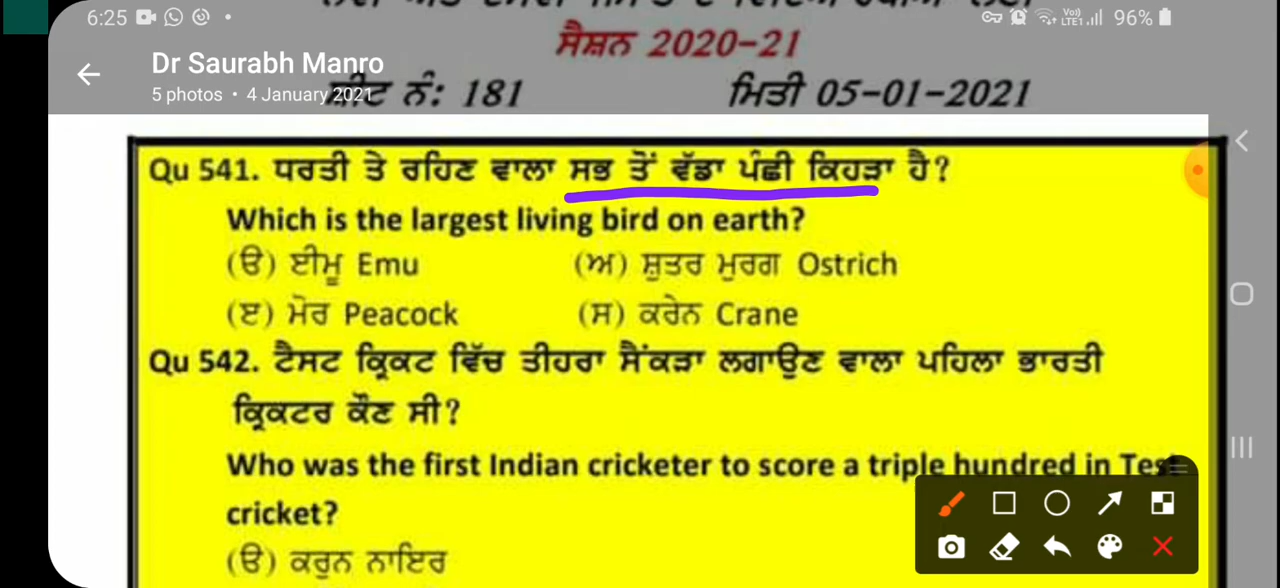 6:25
Vo) LTE1 96%
Dr Saurabh Manro
5 photos • 4 January 2021
ਸੈਸ਼ਨ 2020-21
ਸ਼ੀਟ ਨੰ: 181 ਮਿਤੀ 05-01-2021
Qu 541. ਧਰਤੀ ਤੇ ਰਹਿਣ ਵਾਲਾ ਸਭ ਤੋਂ ਵੱਡਾ ਪੰਛੀ ਕਿਹੜਾ ਹੈ?
Which is the largest living bird on earth?
(ੳ) ਈਮੂ Emu (ਅ) ਸ਼ੁਤਰ ਮੁਰਗ Ostrich
(ੲ) ਮੋਰ Peacock (ਸ) ਕਰੇਨ Crane
Qu 542. ਟੈਸਟ ਕ੍ਰਿਕਟ ਵਿੱਚ ਤੀਹਰਾ ਸੈਂਕੜਾ ਲਗਾਉਣ ਵਾਲਾ ਪਹਿਲਾ ਭਾਰਤੀ
ਕ੍ਰਿਕਟਰ ਕੌਣ ਸੀ?
Who was the first Indian cricketer to score a triple hundred in Test
cricket?
(ੳ) ਕਰੁਨ ਨਾਇਰ